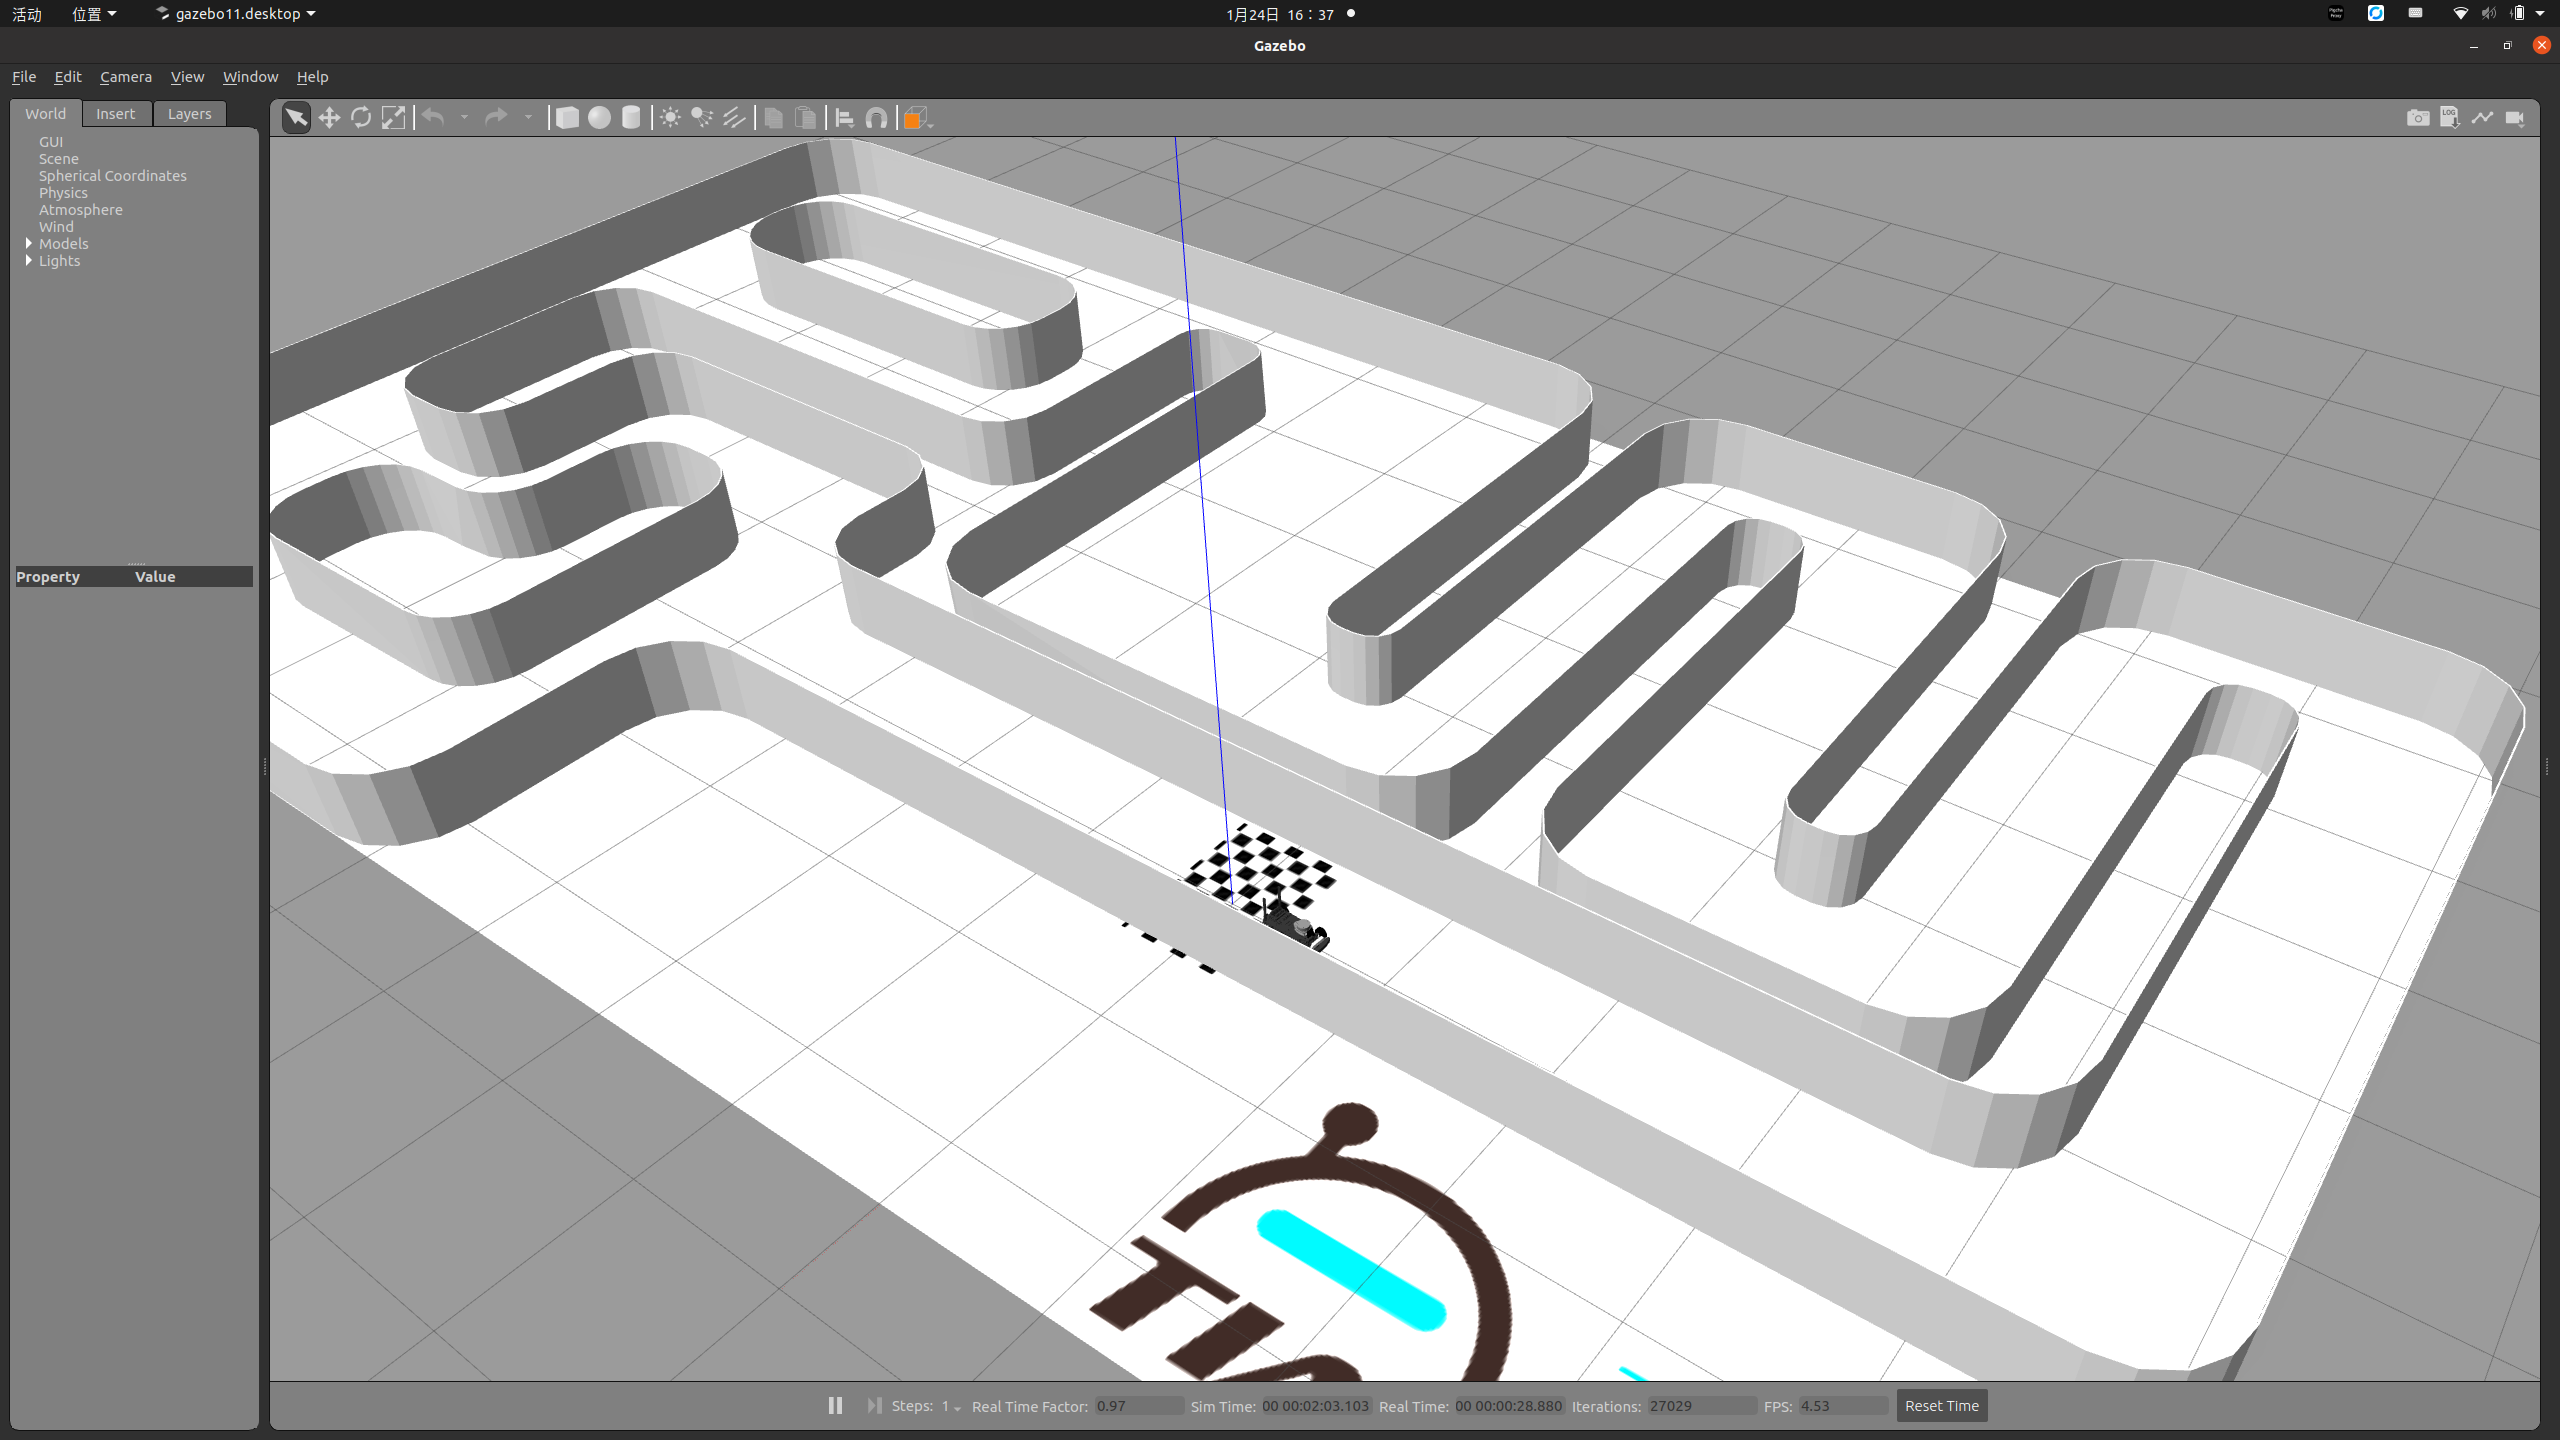 活动 位置 gazebo11.desktop 1月24日 16：37
Gazebo
File Edit Camera View Window Help
World Insert Layers
GUI
Scene
Spherical Coordinates
Physics
Atmosphere
Wind
Models
Lights
Property Value
LOG
Steps: 1 Real Time Factor: 0.97 Sim Time: 00 00:02:03.103 Real Time: 00 00:00:28.880 Iterations: 27029 FPS: 4.53 Reset Time